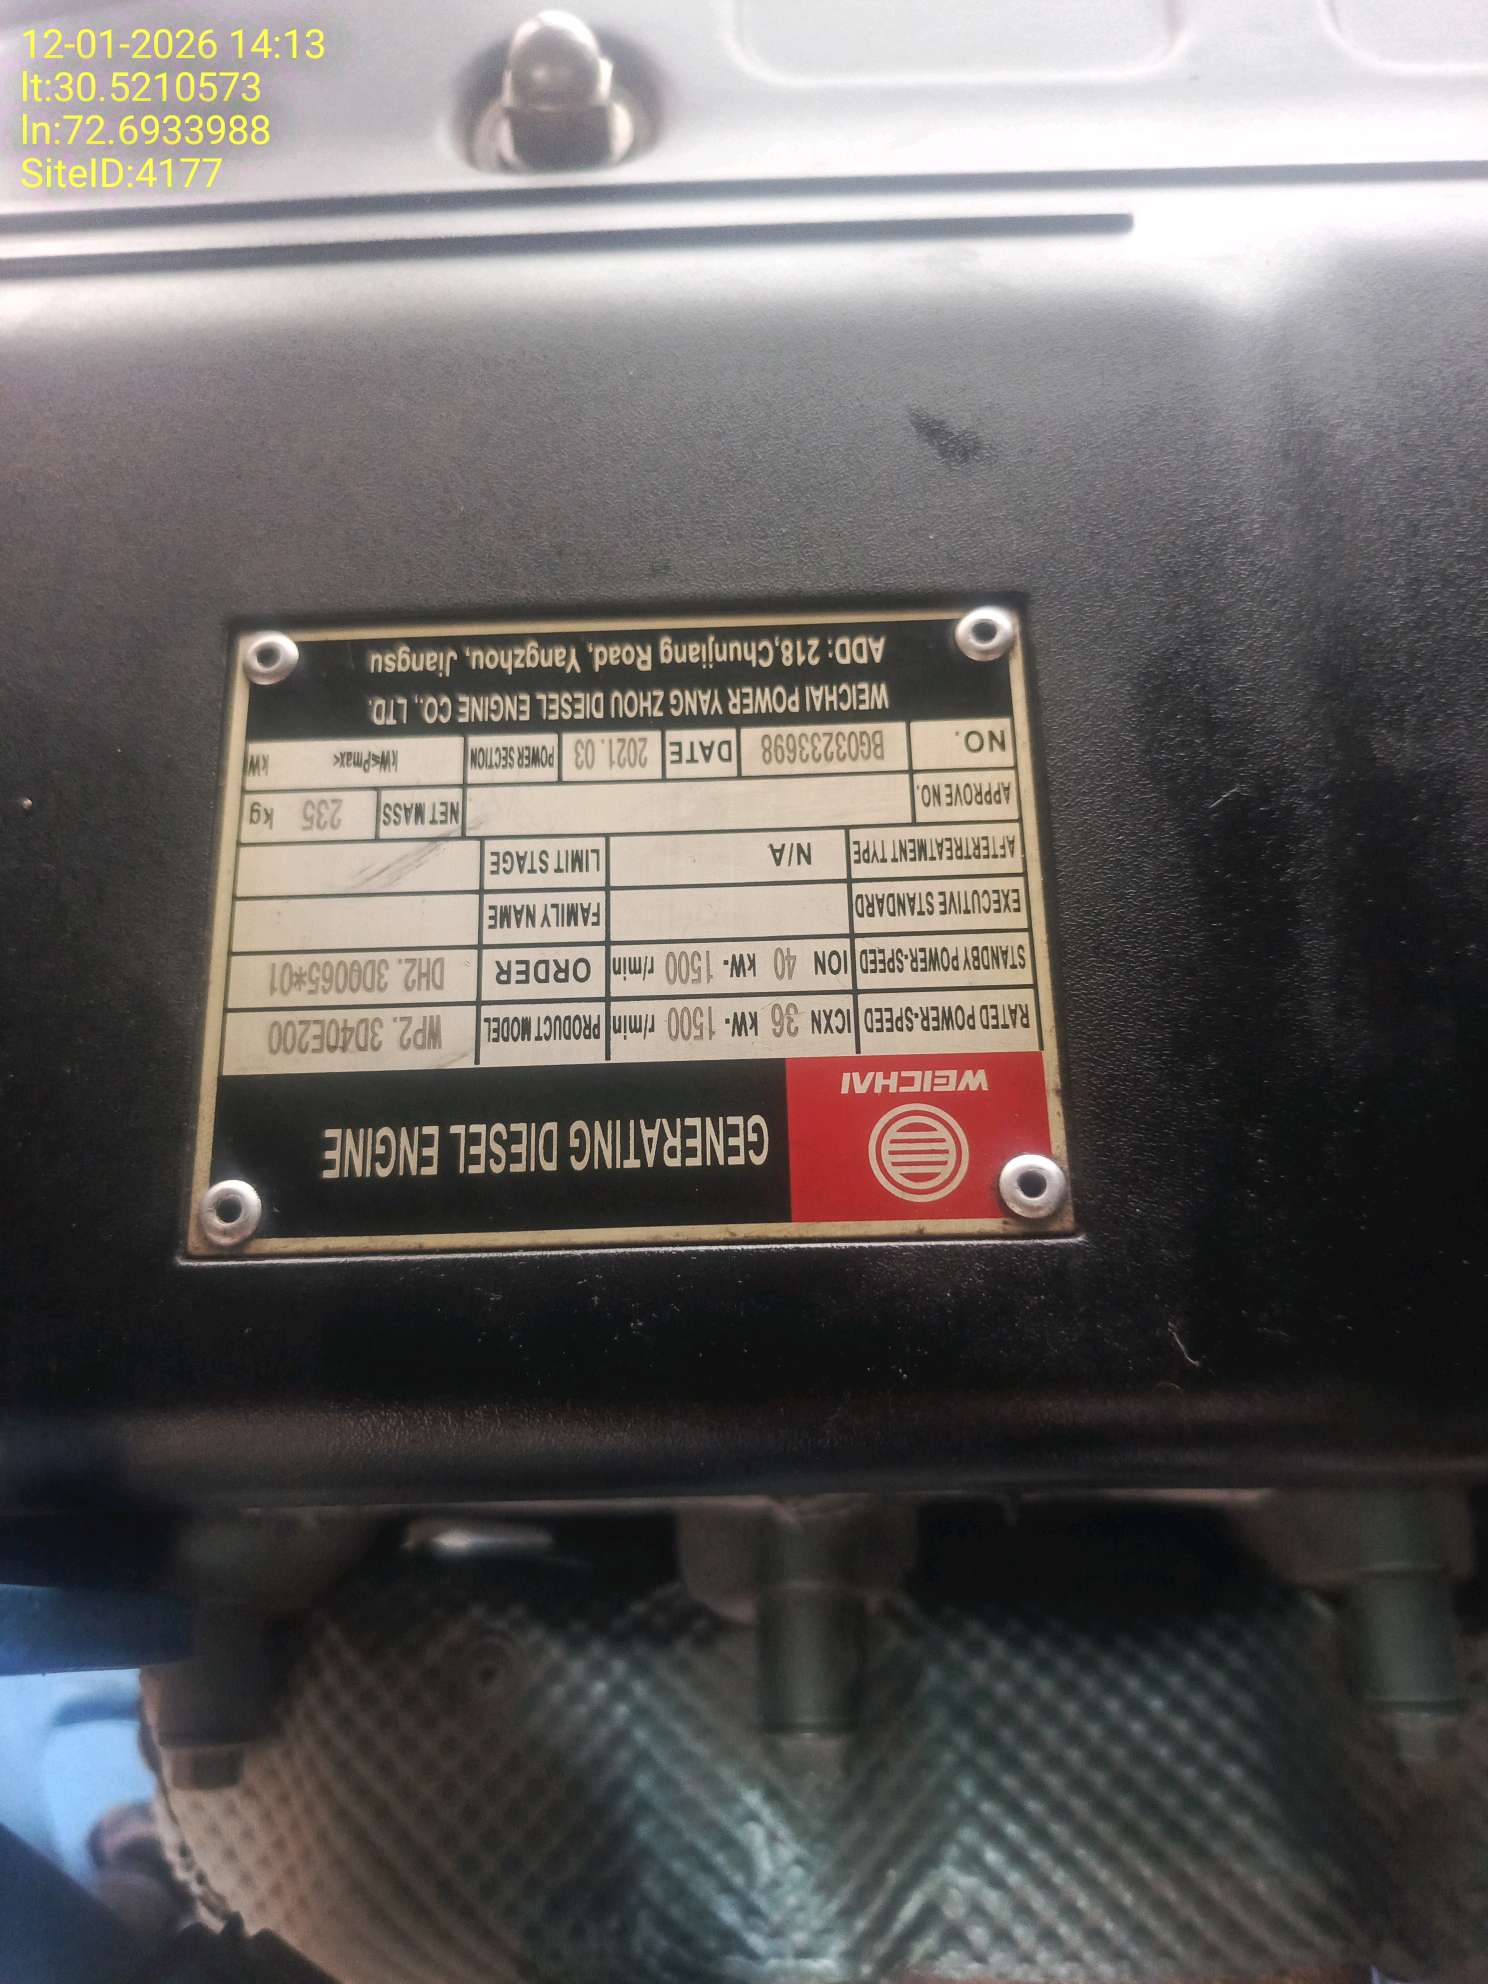 12-01-2026 14:13
lt:30.5210573
ln:72.6933988
SiteID:4177
WEICHAI
GENERATING DIESEL ENGINE
RATED POWER-SPEED ICXN 36 kW- 1500 r/min PRODUCT MODEL WP2.3D40E200
STANDBY POWER-SPEED ION 40 kW- 1500 r/min ORDER DH2.3D0065*01
EXECUTIVE STANDARD FAMILY NAME
AFTERTREATMENT TYPE N/A LIMIT STAGE
APPROVE NO. NET MASS 235 kg
NO. BG03233698 DATE 2021.03 POWER SECTION kW≤Pmax< kW
WEICHAI POWER YANG ZHOU DIESEL ENGINE CO., LTD.
ADD: 218,Chunjiang Road, Yangzhou, Jiangsu